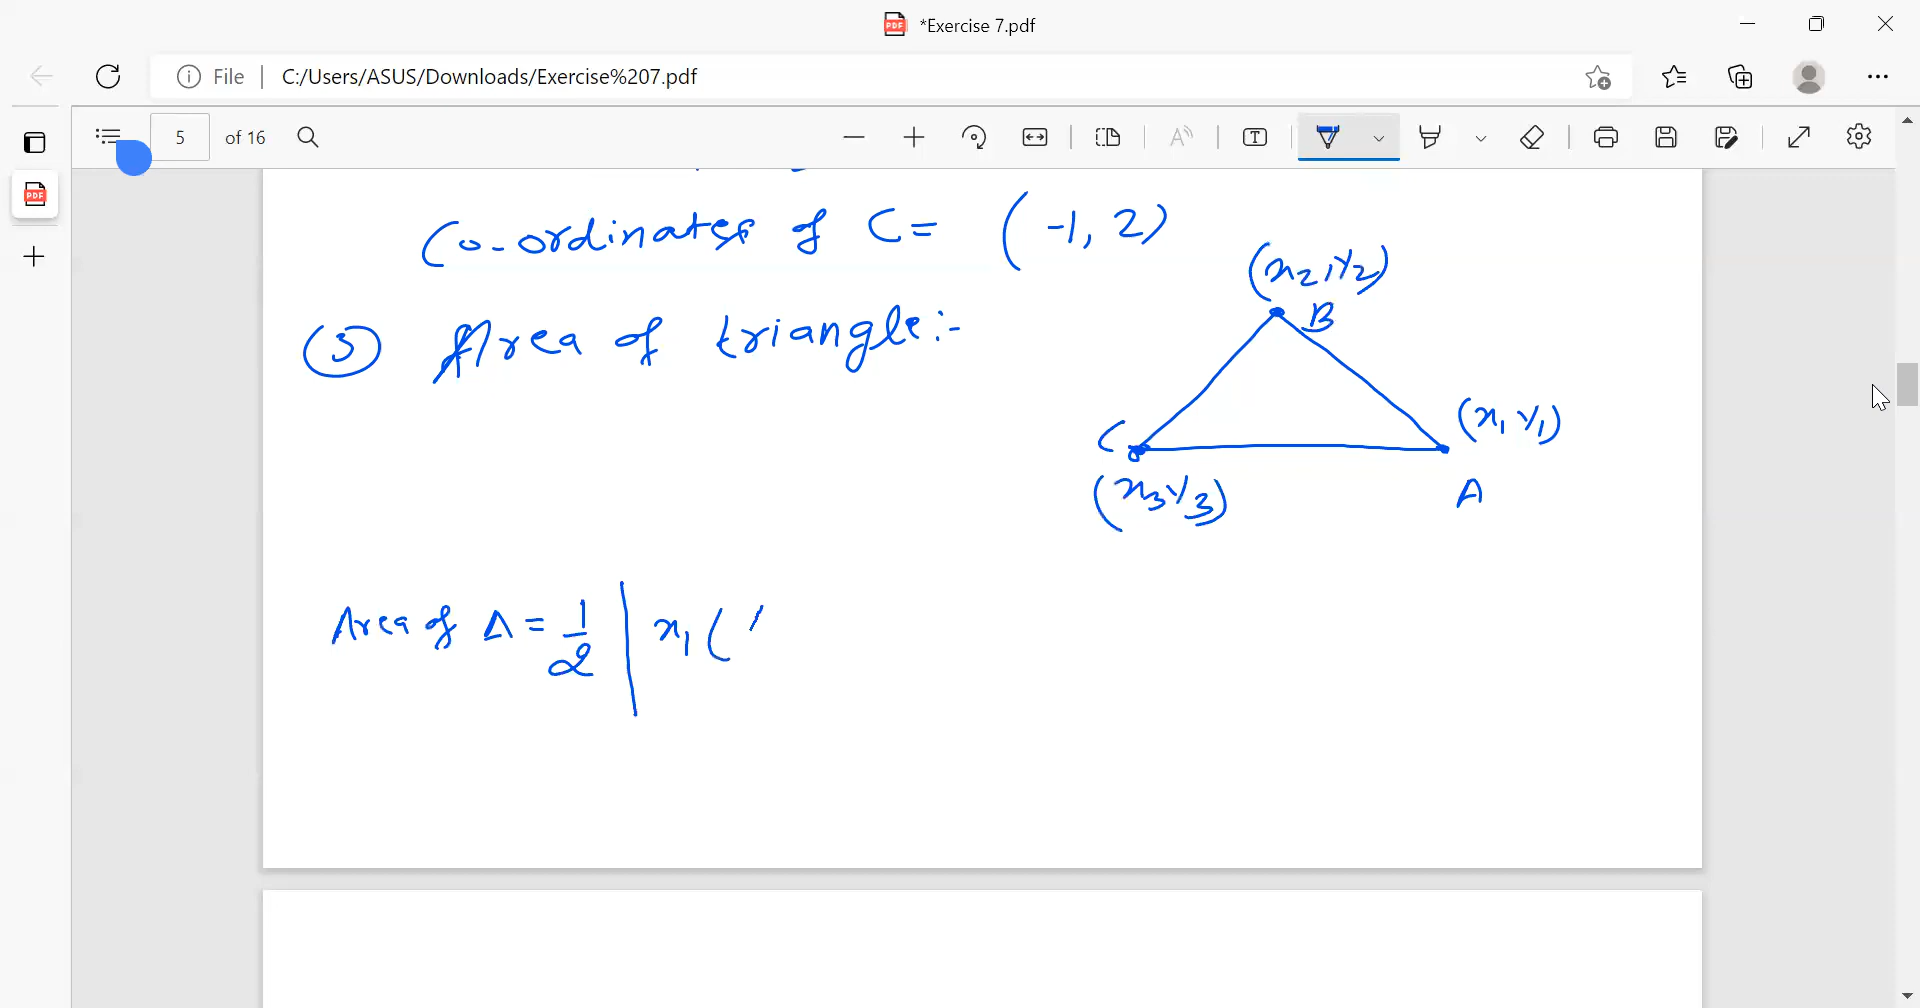 *Exercise 7.pdf
File C:/Users/ASUS/Downloads/Exercise%207.pdf
5 of 16
Co-ordinates of C = (-1, 2)
(x2, y2)
B
(5) Area of triangle :-
C
(x1 y1)
(x3 y3)
A
Area of Δ = 1/2 | x1 (